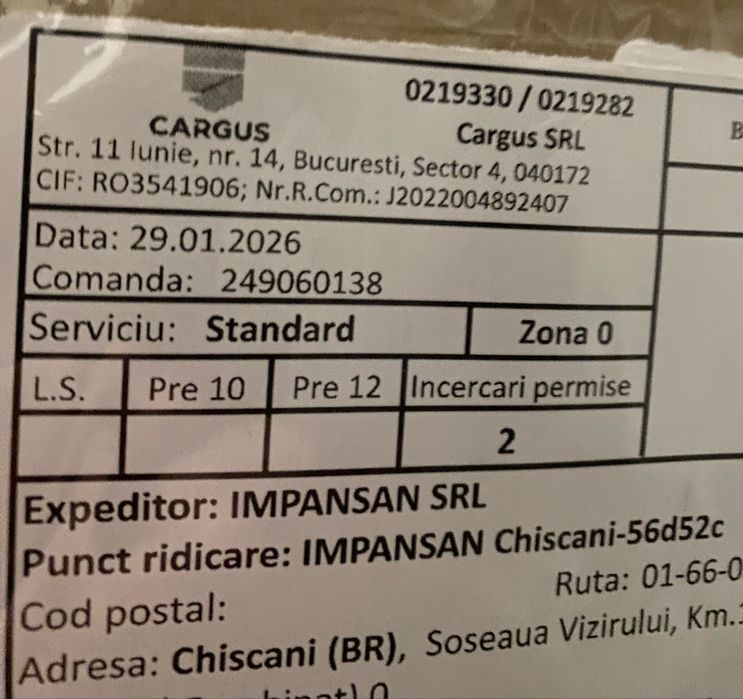 CARGUS
0219330 / 0219282
Cargus SRL
Str. 11 Iunie, nr. 14, Bucuresti, Sector 4, 040172
CIF: RO3541906; Nr.R.Com.: J2022004892407
B
Data: 29.01.2026
Comanda: 249060138
Serviciu: Standard Zona 0
L.S. Pre 10 Pre 12 Incercari permise
2
Expeditor: IMPANSAN SRL
Punct ridicare: IMPANSAN Chiscani-56d52c
Cod postal: Ruta: 01-66-0
Adresa: Chiscani (BR), Soseaua Vizirului, Km.